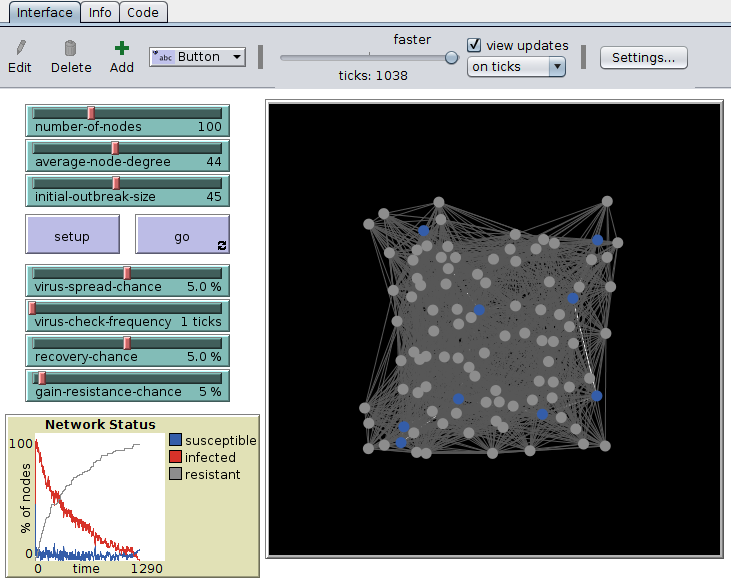 Interface Info Code
faster
Edit Delete Add abc Button view updates
on ticks
Settings...
ticks: 1038
number-of-nodes 100
average-node-degree 44
initial-outbreak-size 45
setup go
virus-spread-chance 5.0 %
virus-check-frequency 1 ticks
recovery-chance 5.0 %
gain-resistance-chance 5 %
Network Status
100
% of nodes
0
0 time 1290
susceptible
infected
resistant